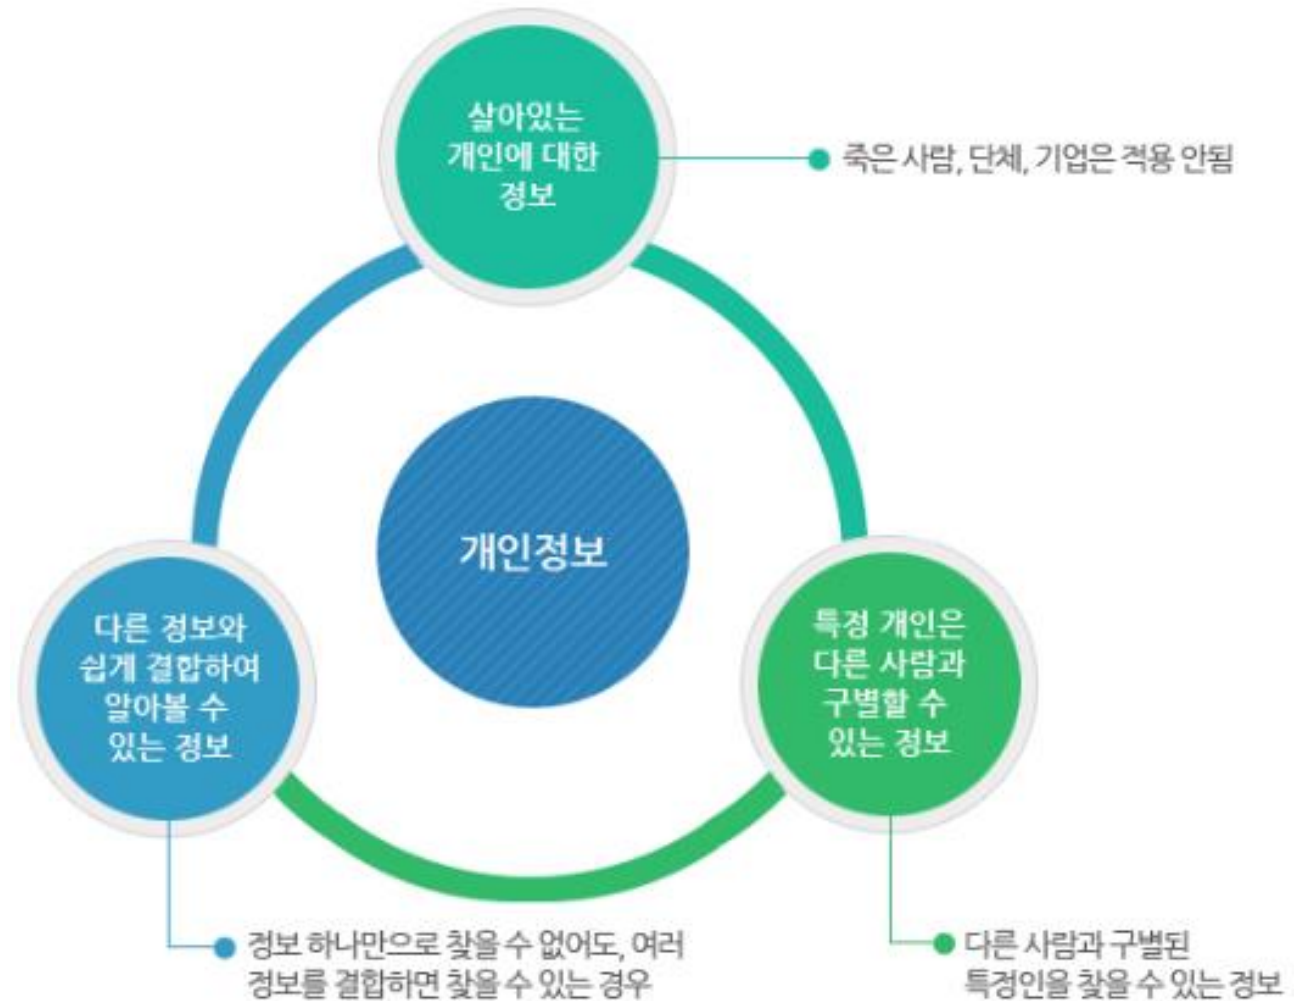 살아있는
개인에 대한
정보
죽은 사람, 단체, 기업은 적용 안됨
개인정보
다른 정보와
쉽게 결합하여
알아볼 수
있는 정보
특정 개인은
다른 사람과
구별할 수
있는 정보
정보 하나만으로 찾을 수 없어도, 여러
정보를 결합하면 찾을 수 있는 경우
다른 사람과 구별된
특정인을 찾을 수 있는 정보